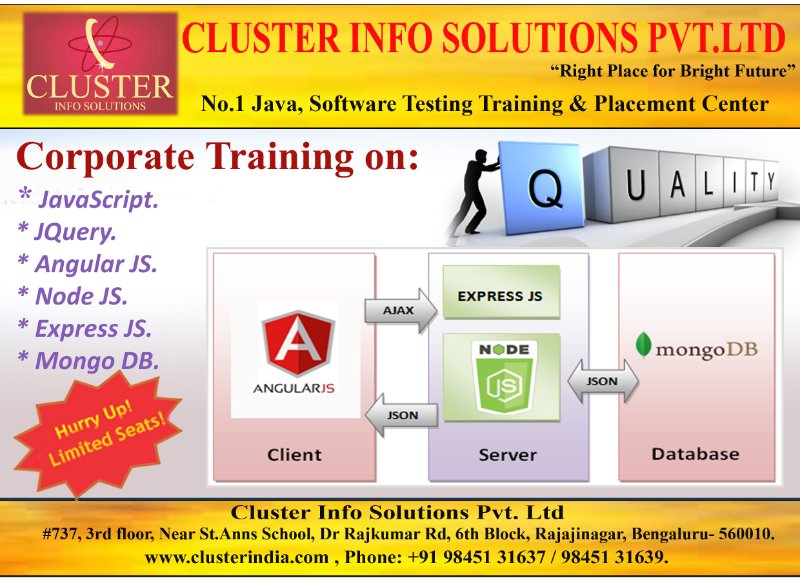 CLUSTER
INFO SOLUTIONS
CLUSTER INFO SOLUTIONS PVT.LTD
“Right Place for Bright Future”
No.1 Java, Software Testing Training & Placement Center
Corporate Training on:
* JavaScript.
* JQuery.
* Angular JS.
* Node JS.
* Express JS.
* Mongo DB.
Hurry Up!
Limited Seats!
QUALITY
ANGULARJS
Client
AJAX
JSON
EXPRESS JS
NODE
JS
Server
JSON
mongoDB
Database
Cluster Info Solutions Pvt. Ltd
#737, 3rd floor, Near St.Anns School, Dr Rajkumar Rd, 6th Block, Rajajinagar, Bengaluru- 560010.
www.clusterindia.com , Phone: +91 98451 31637 / 98451 31639.